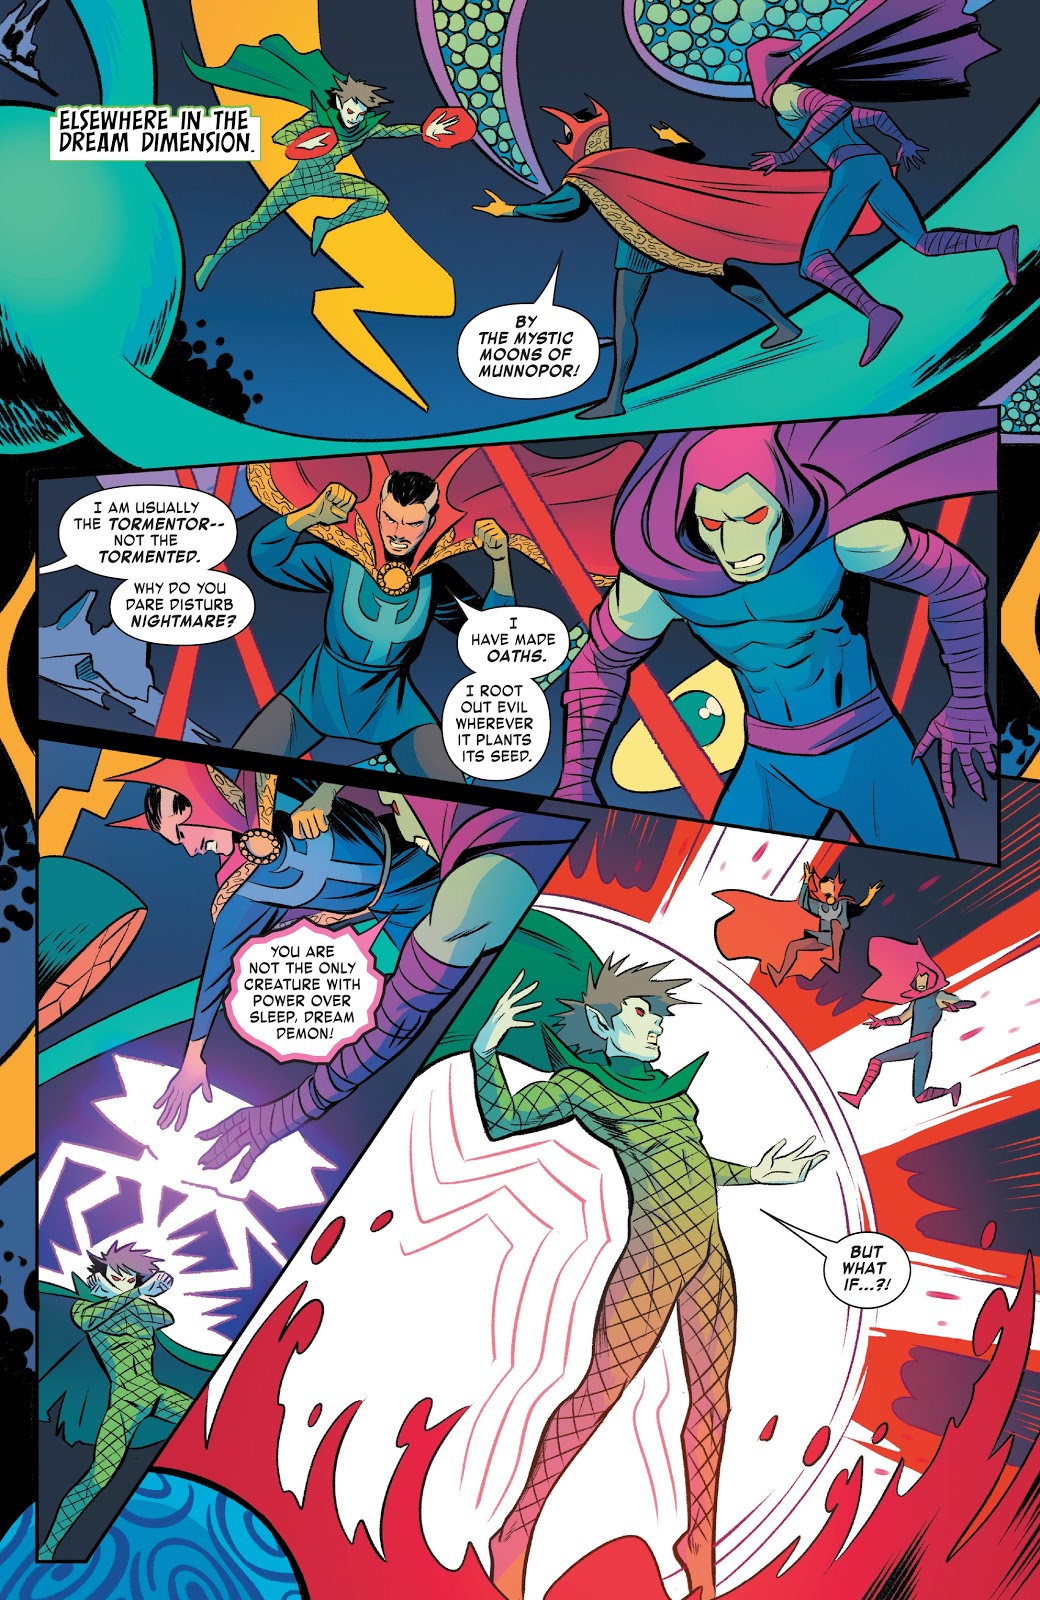 ELSEWHERE IN THE
DREAM DIMENSION.
BY
THE MYSTIC
MOONS OF
MUNNOPOR!
I AM USUALLY
THE TORMENTOR--
NOT THE
TORMENTED.
WHY DO YOU
DARE DISTURB
NIGHTMARE?
I
HAVE MADE
OATHS.
I ROOT
OUT EVIL
WHEREVER
IT PLANTS
ITS SEED.
YOU ARE
NOT THE ONLY
CREATURE WITH
POWER OVER
SLEEP, DREAM
DEMON!
BUT
WHAT
IF...?!